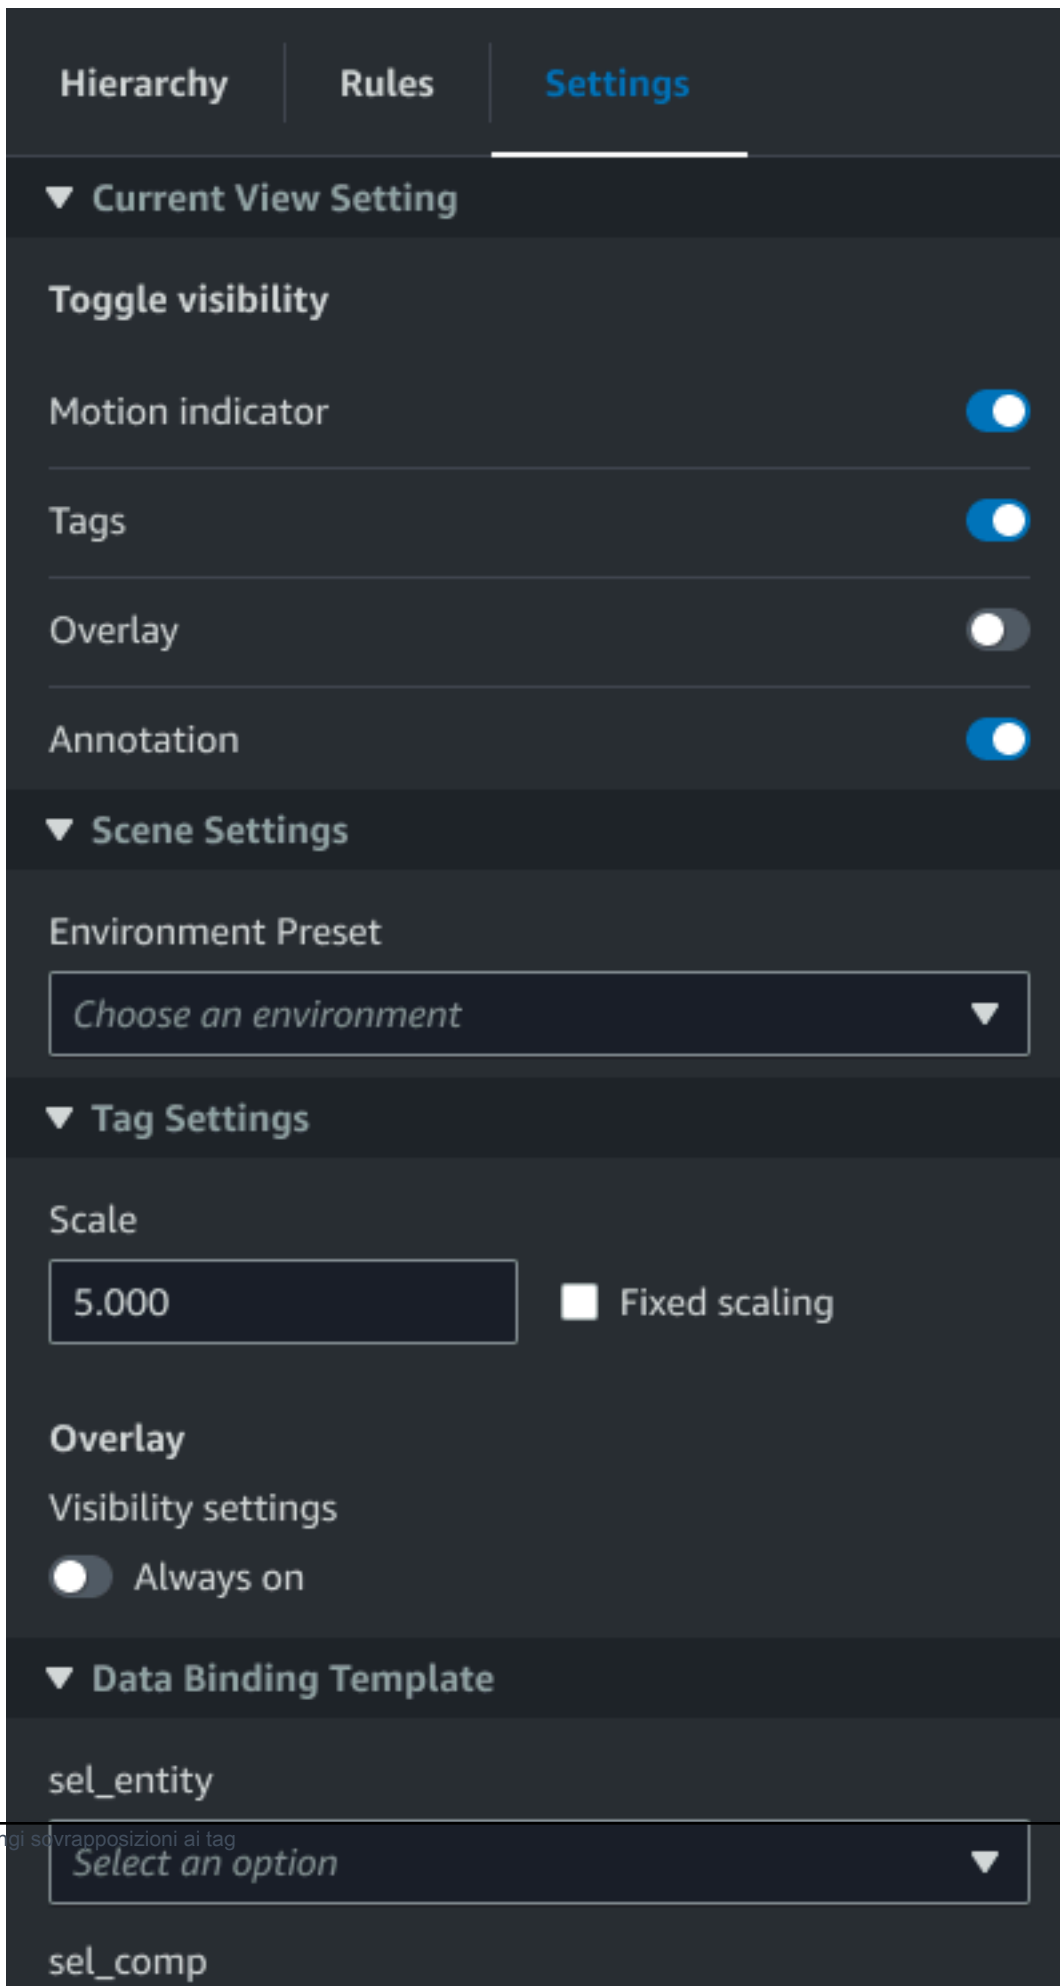 Hierarchy Rules Settings
Current View Setting
Toggle visibility
Motion indicator
Tags
Overlay
Annotation
Scene Settings
Environment Preset
Choose an environment
Tag Settings
Scale
5.000 Fixed scaling
Overlay
Visibility settings
Always on
Data Binding Template
sel_entity
ngi sovrapposizioni ai tag
Select an option
sel_comp